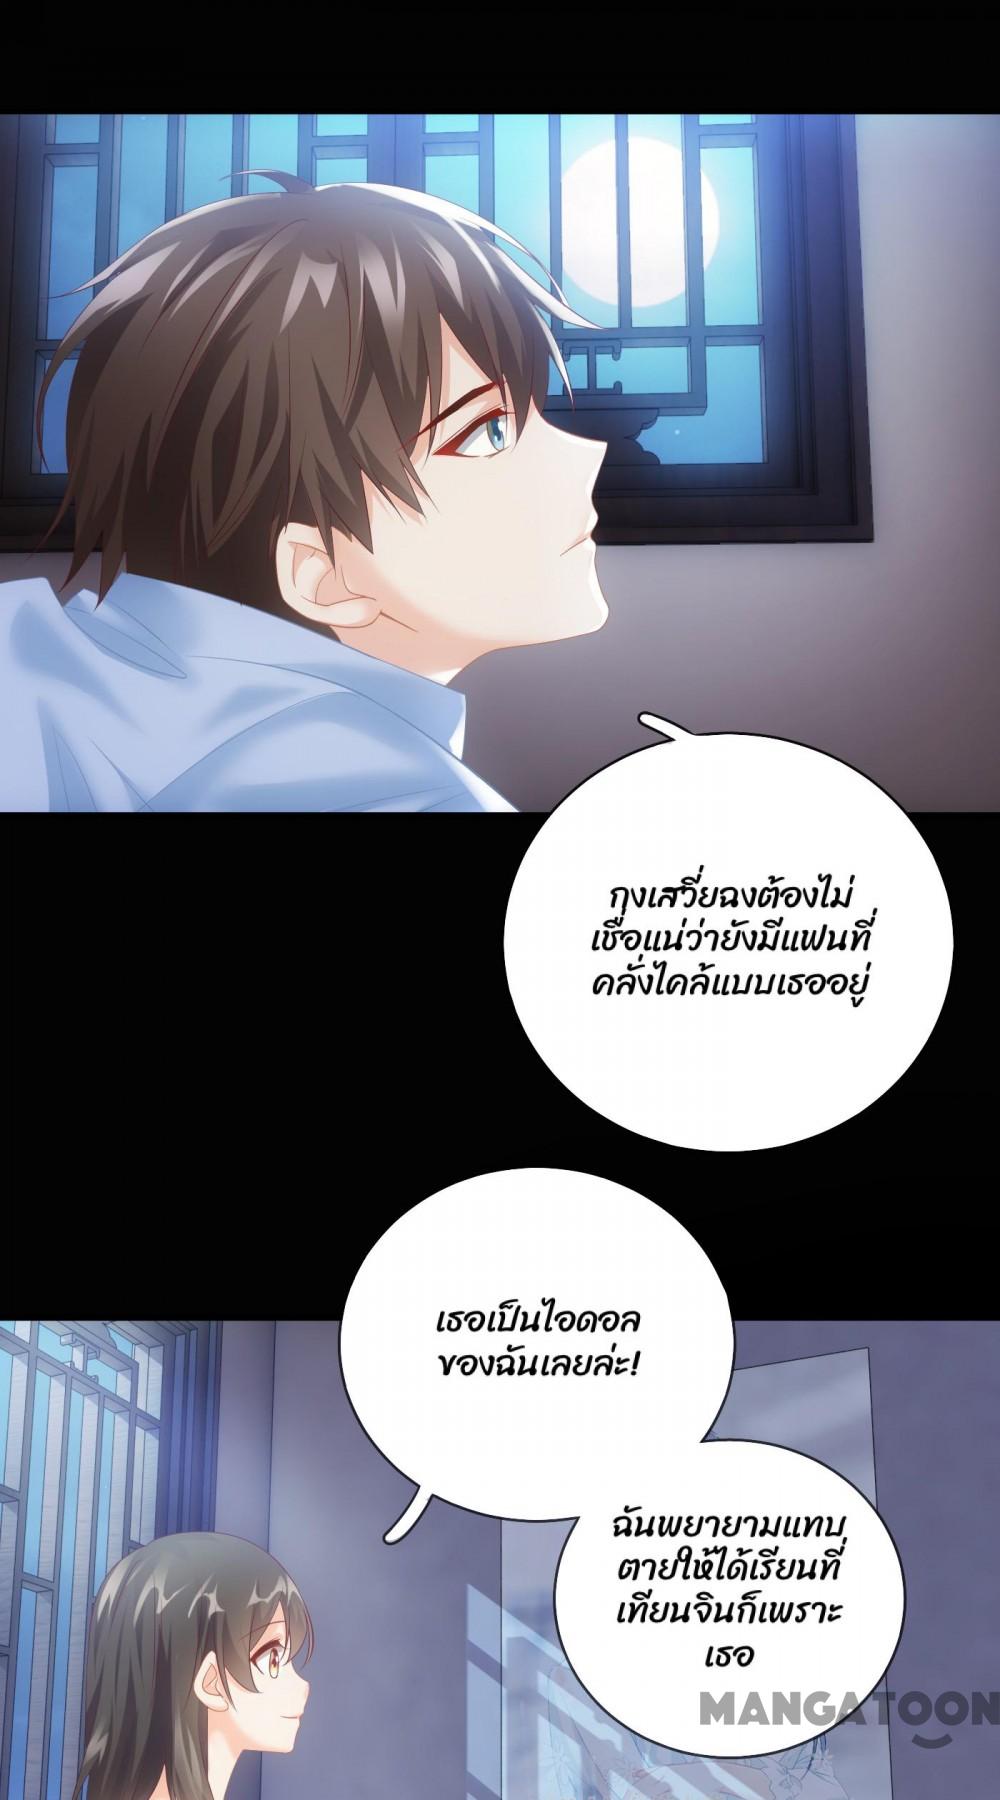 กงเสวี่ยฉงต้องไม่
เชื่อแน่ว่ายังมีแฟนที่
คลั่งไคล้แบบเธออยู่
เธอเป็นไอดอล
ของฉันเลยล่ะ!
ฉันพยายามแทบ
ตายให้ได้เรียนที่
เทียนจินก็เพราะ
เธอ
MANGATOON